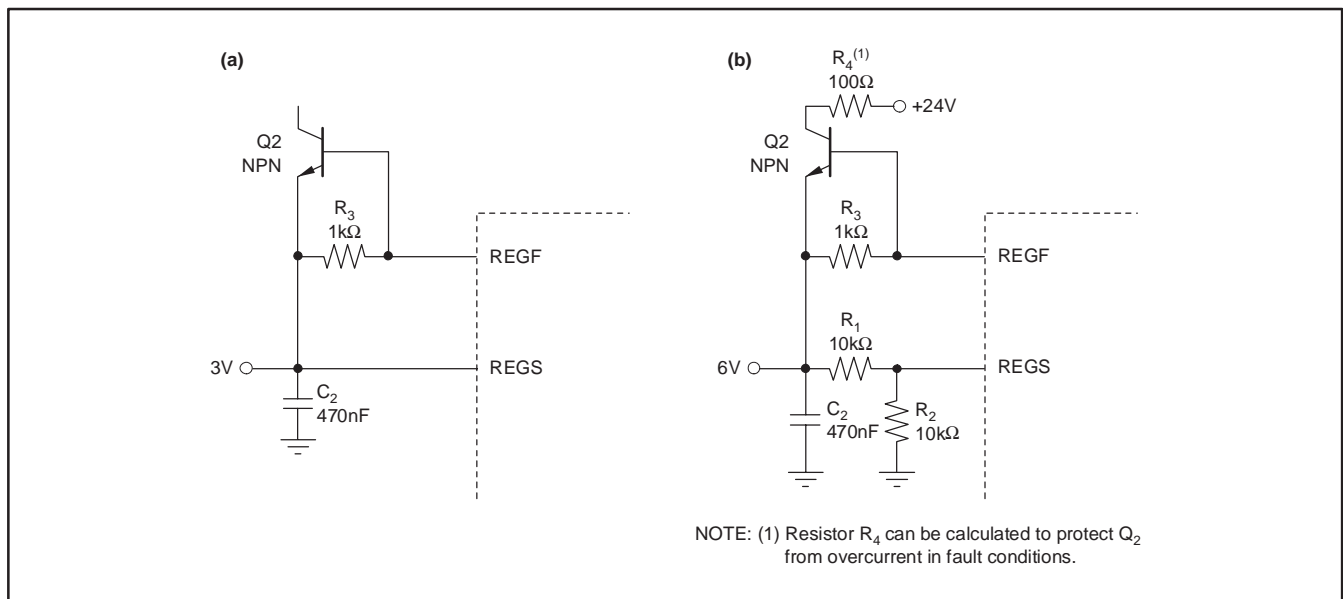 (a)
Q2
NPN
R3
1kΩ
REGF
3V
REGS
C2
470nF
(b)
R4(1)
100Ω
+24V
Q2
NPN
R3
1kΩ
REGF
R1
10kΩ
6V
REGS
C2
470nF
R2
10kΩ
NOTE: (1) Resistor R4 can be calculated to protect Q2
from overcurrent in fault conditions.